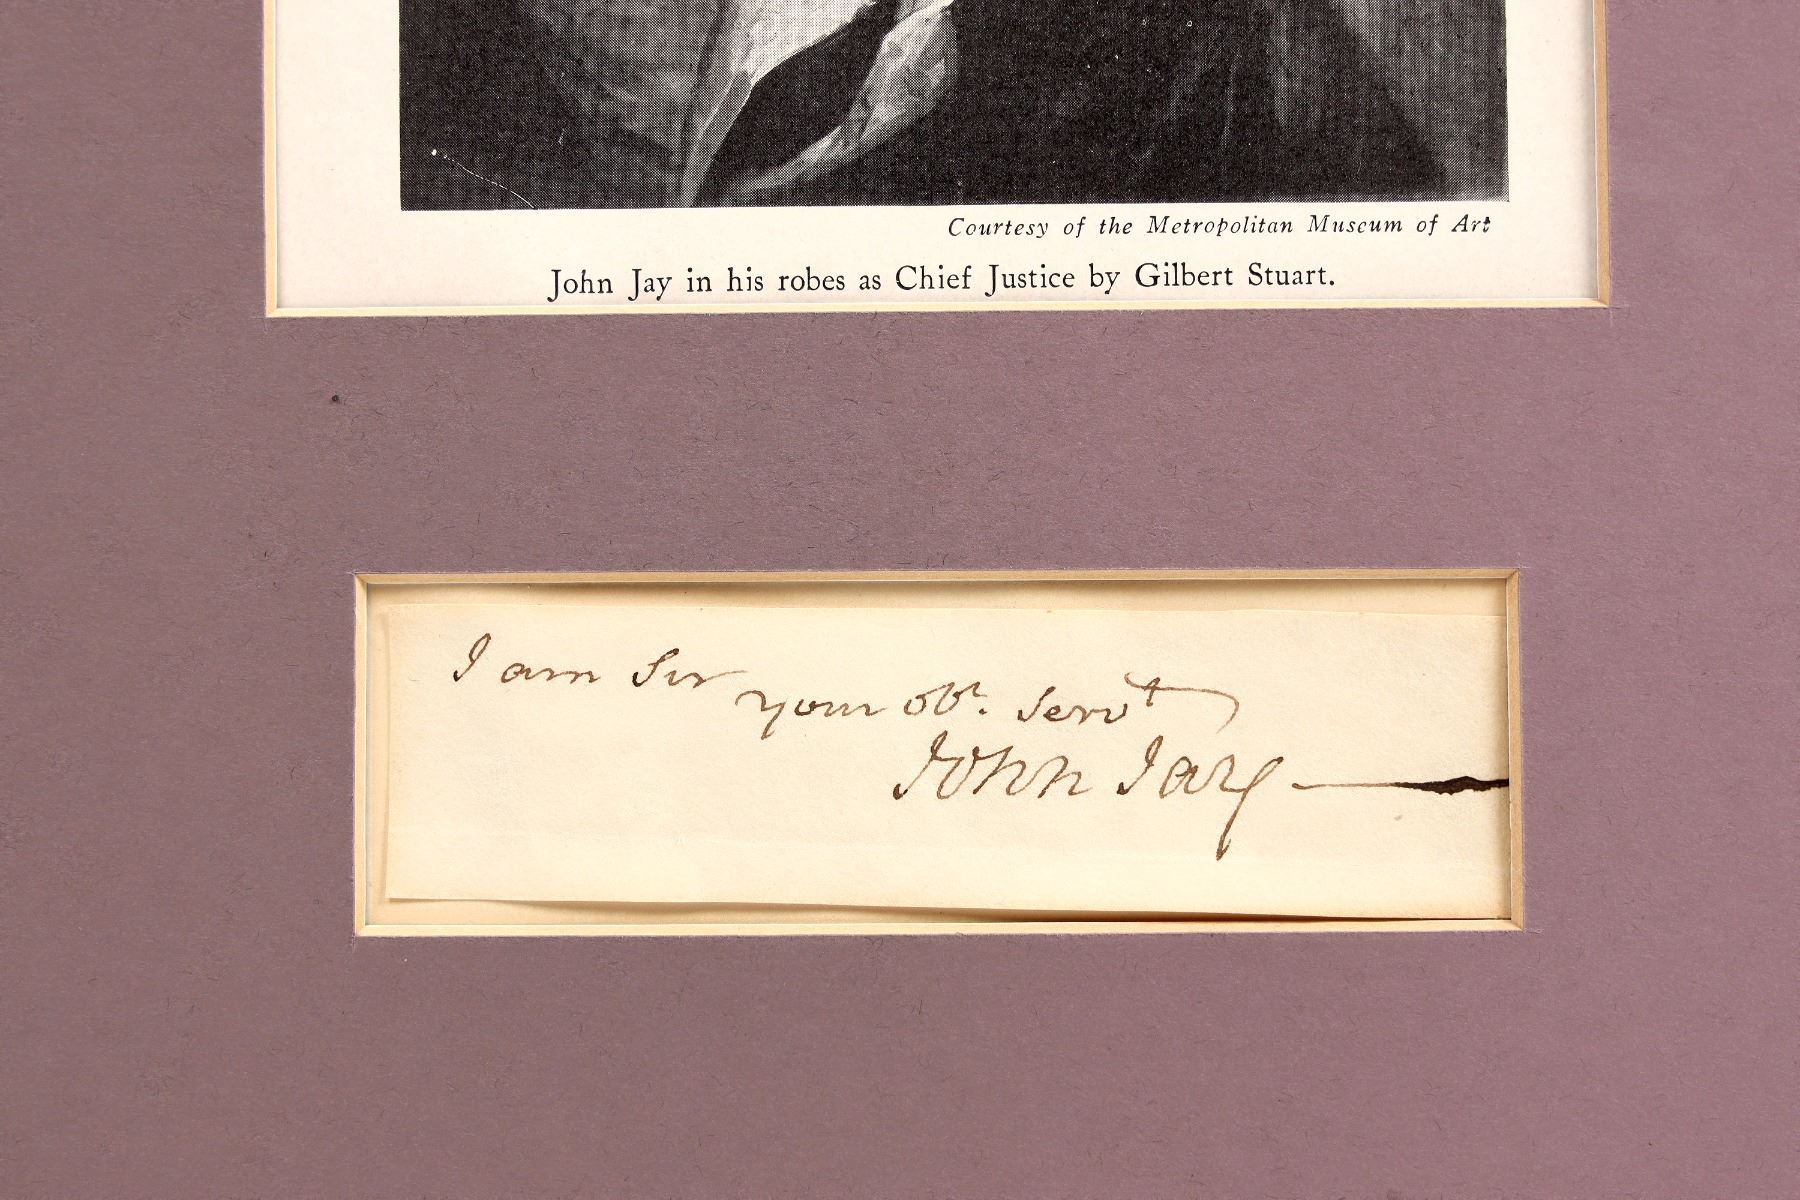 Courtesy of the Metropolitan Museum of Art
John Jay in his robes as Chief Justice by Gilbert Stuart.
I am Sir
your obt. servt
John Jay